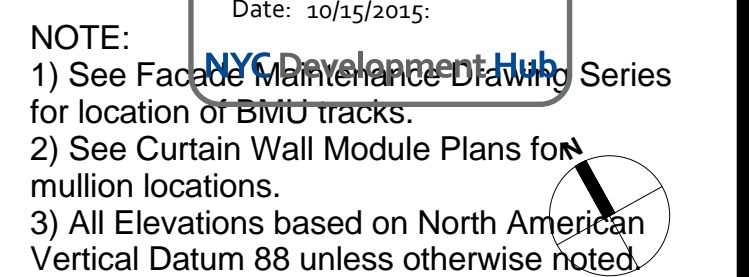 Date: 10/15/2015:
NOTE:
NYC Development Hub
1) See Facade Maintenance Drawing Series
for location of BMU tracks.
2) See Curtain Wall Module Plans for
mullion locations.
N
3) All Elevations based on North American
Vertical Datum 88 unless otherwise noted.